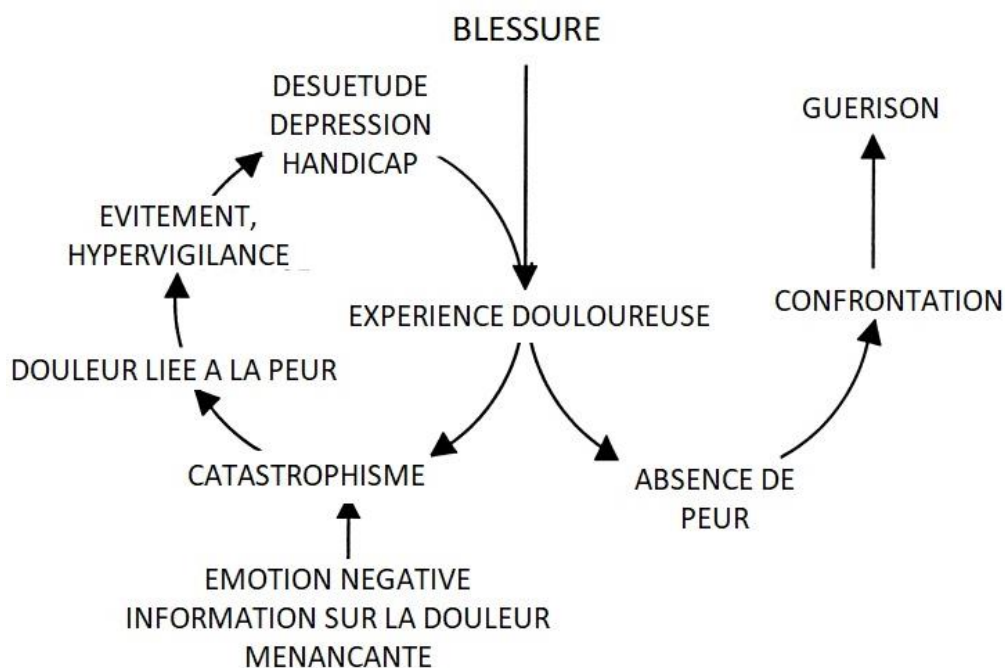 BLESSURE
DESUETUDE
DEPRESSION
HANDICAP
GUERISON
EVITEMENT,
HYPERVIGILANCE
EXPERIENCE DOULOUREUSE
CONFRONTATION
DOULEUR LIEE A LA PEUR
CATASTROPHISME
ABSENCE DE
PEUR
EMOTION NEGATIVE
INFORMATION SUR LA DOULEUR
MENANCANTE